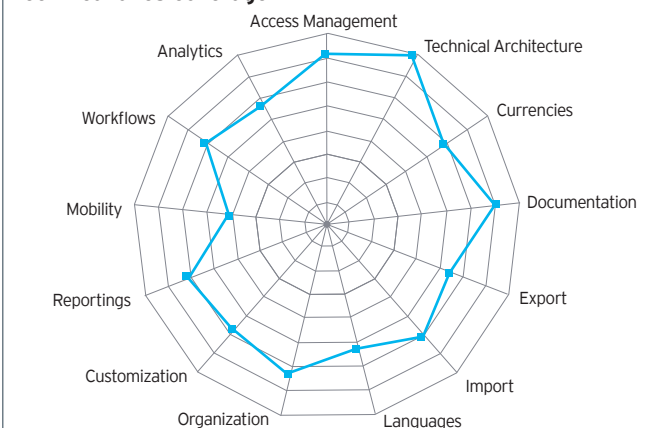 Access Management
Technical Architecture
Analytics
Currencies
Workflows
Documentation
Mobility
Export
Reportings
Customization
Import
Organization
Languages